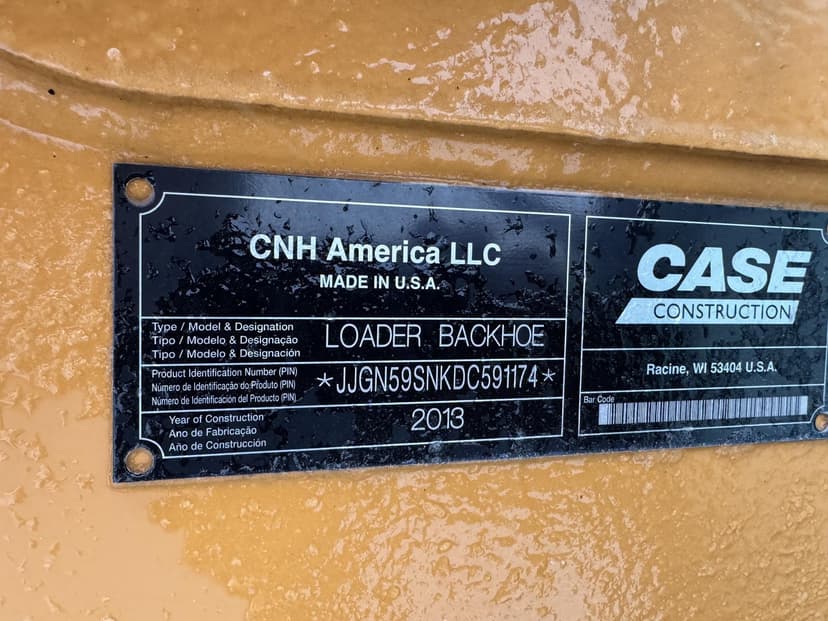 CNH America LLC
MADE IN U.S.A.
Type / Model & Designation
Tipo / Modelo & Designação
Tipo / Modelo & Designación
LOADER BACKHOE
Product Identification Number (PIN)
Número de Identificação do Produto (PIN)
Número de Identificación del Producto (PIN)
*JJGN59SNKDC591174*
Year of Construction
Ano de Fabricação
Año de Construcción
2013
CASE
CONSTRUCTION
Racine, WI 53404 U.S.A.
Bar Code